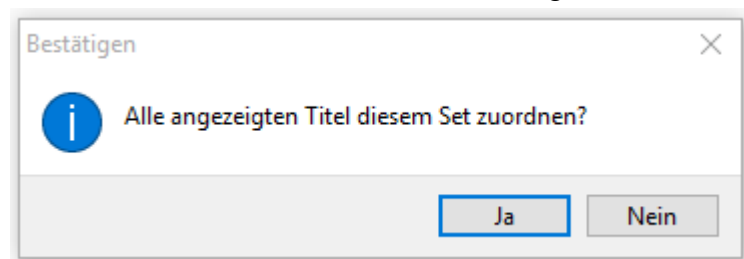 Bestätigen
Alle angezeigten Titel diesem Set zuordnen?
Ja Nein